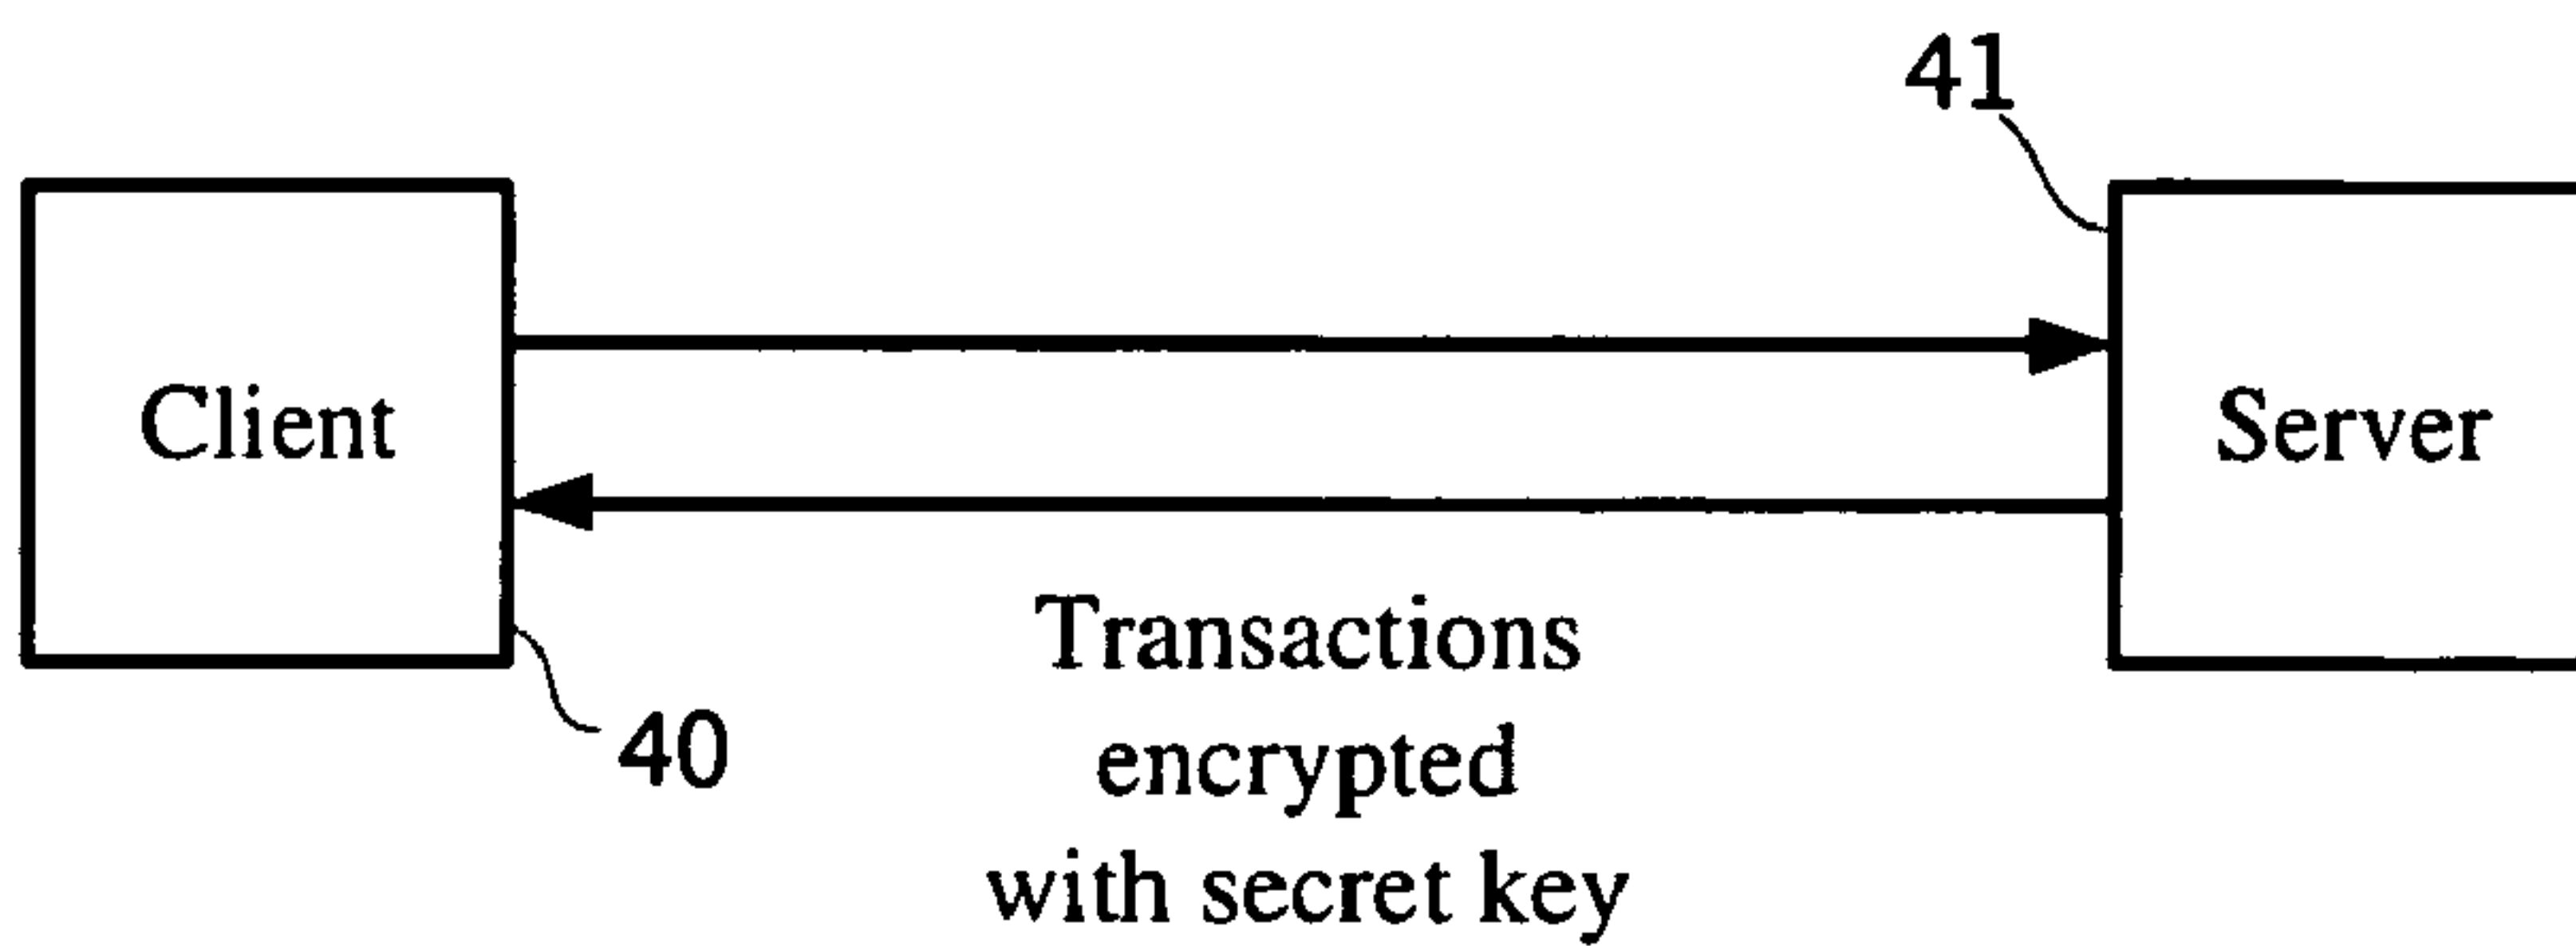 41
Client
Server
40
Transactions
encrypted
with secret key